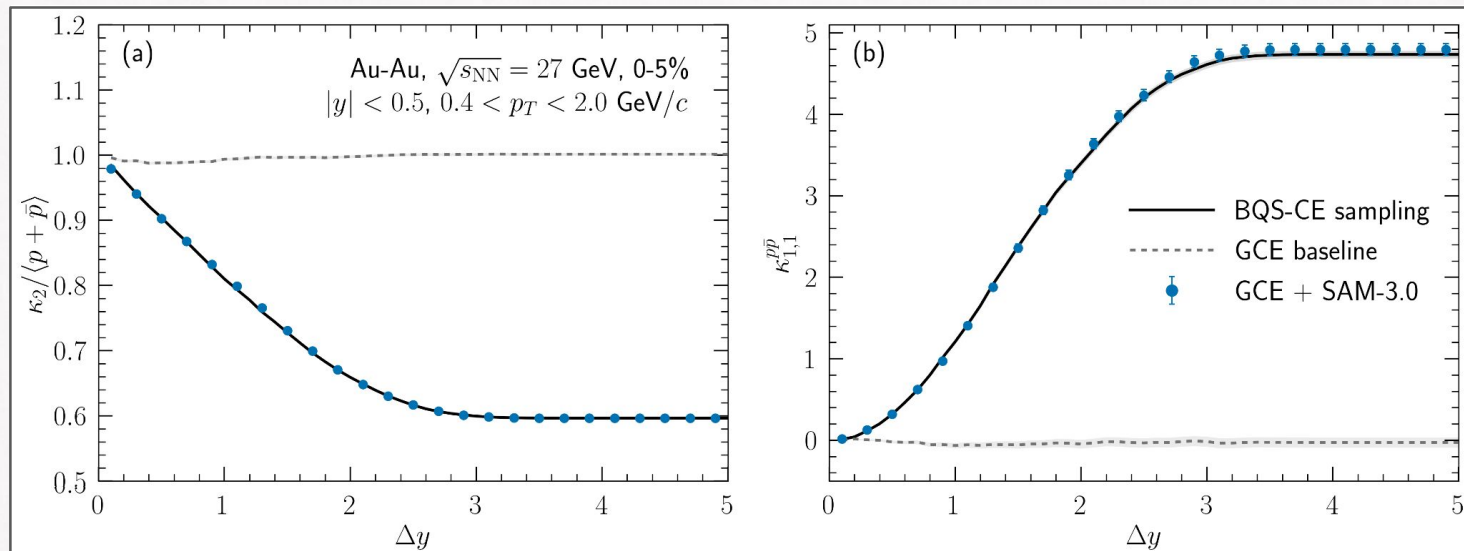 (a)
Au-Au, √s_NN = 27 GeV, 0-5%
|y| < 0.5, 0.4 < p_T < 2.0 GeV/c
κ₂/⟨p + p̄⟩
1.2
1.1
1.0
0.9
0.8
0.7
0.6
0.5
0 1 2 3 4 5
Δy
(b)
κ_{1,1}^{pp̄}
5
4
3
2
1
0
BQS-CE sampling
GCE baseline
GCE + SAM-3.0
0 1 2 3 4 5
Δy